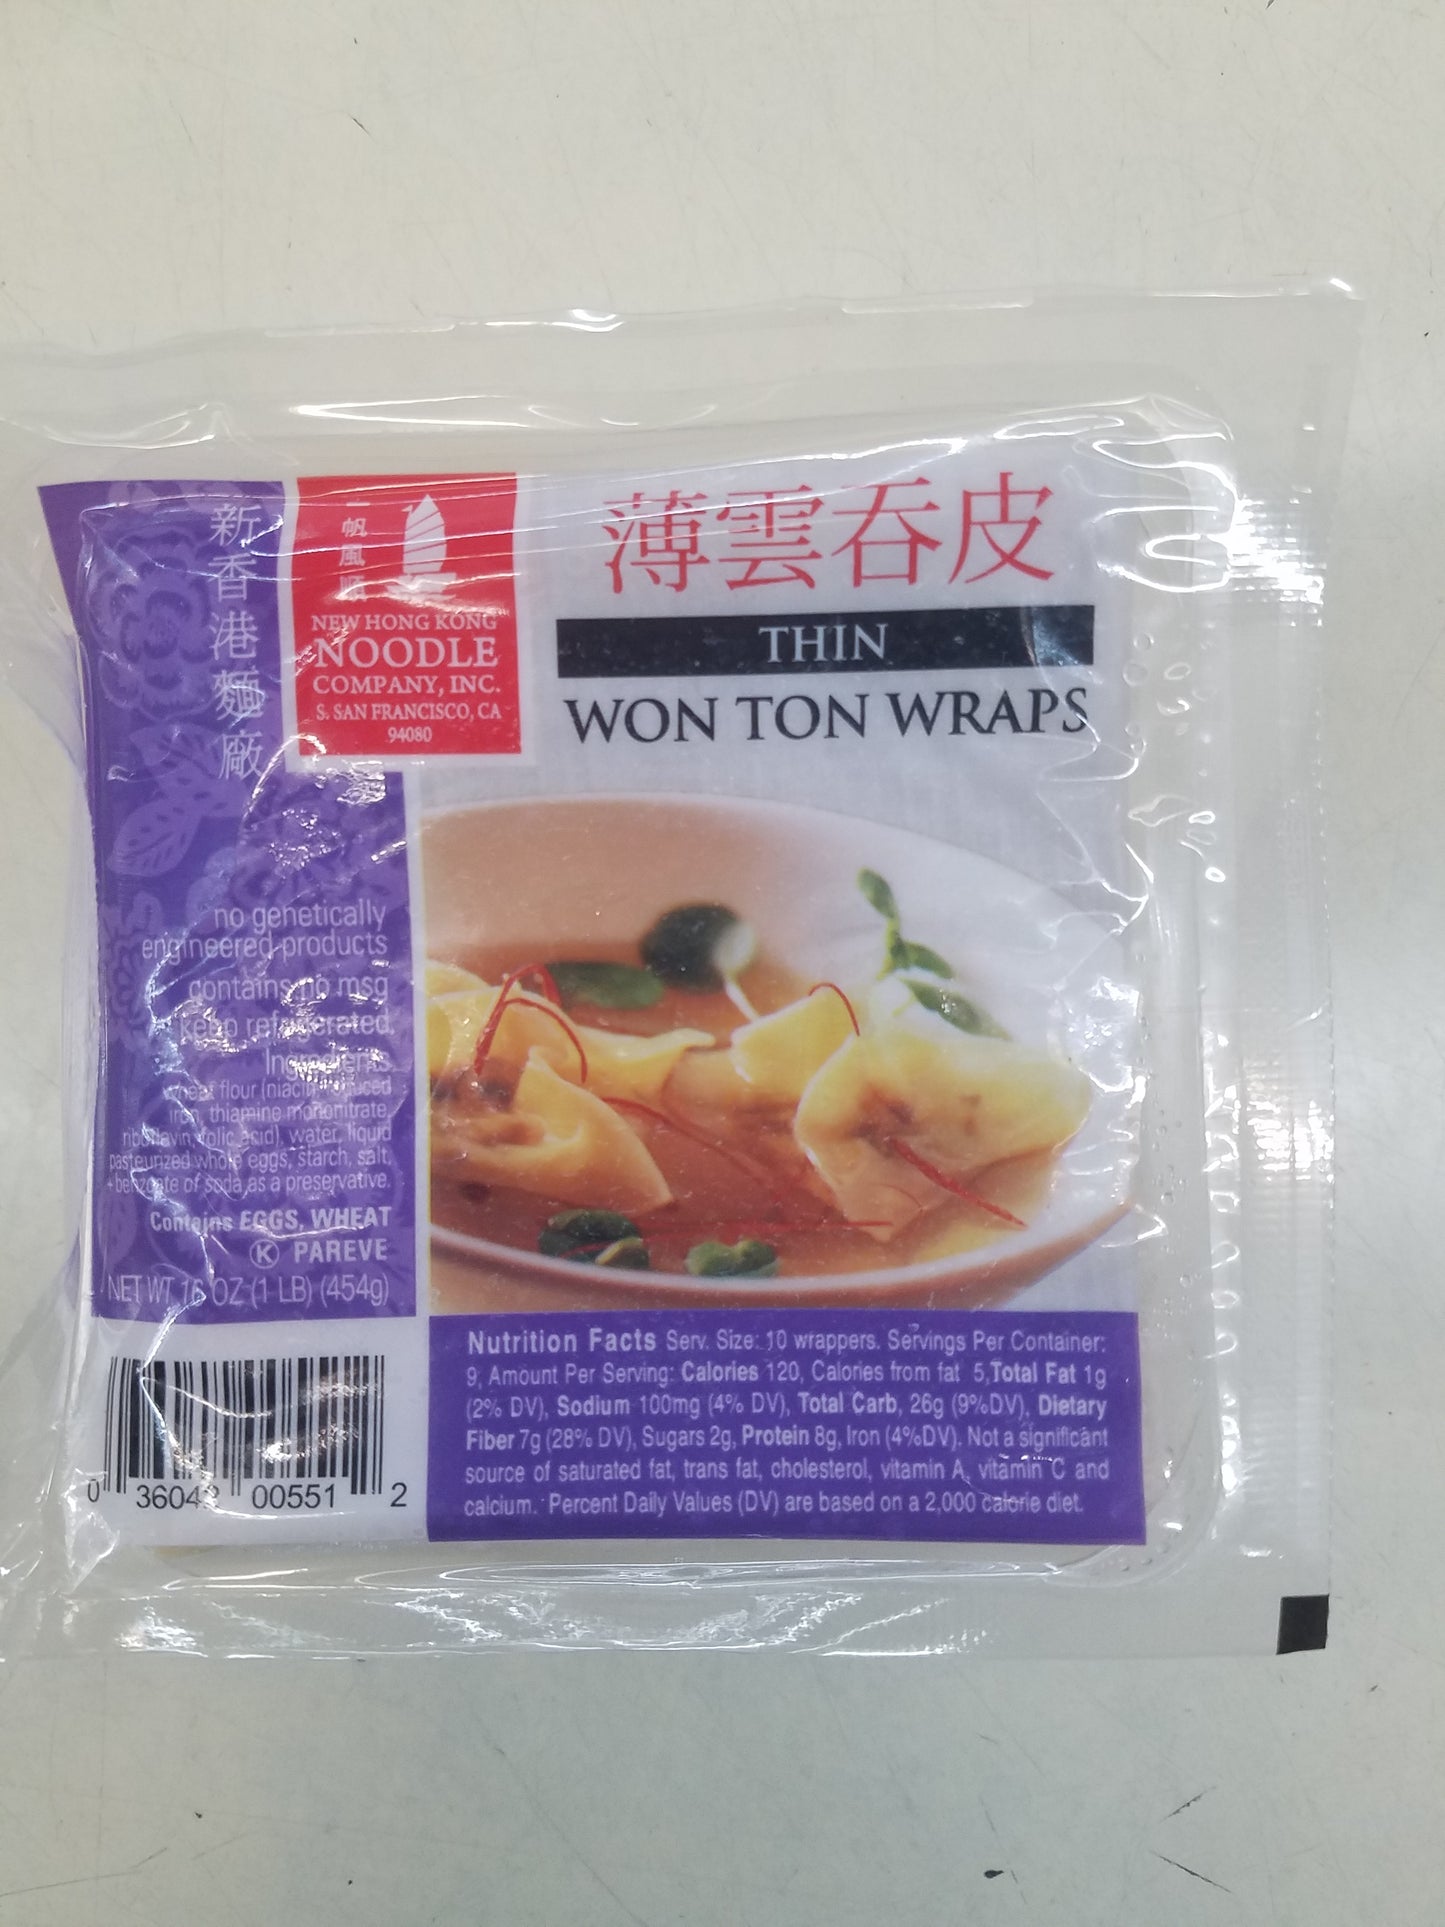 新香港麵廠
一帆風順
NEW HONG KONG
NOODLE
COMPANY, INC.
S. SAN FRANCISCO, CA
94080
薄雲吞皮
THIN
WON TON WRAPS
no genetically
engineered products
contains no msg
keep refrigerated.
Ingredients
wheat flour (niacin, reduced
iron, thiamine mononitrate,
riboflavin, folic acid), water, liquid
pasteurized whole eggs, starch, salt,
benzoate of soda as a preservative.
Contains EGGS, WHEAT
K PAREVE
NET WT. 16 OZ (1 LB) (454g)
0 36043 00551 2
Nutrition Facts Serv. Size: 10 wrappers. Servings Per Container:
9, Amount Per Serving: Calories 120, Calories from fat 5, Total Fat 1g
(2% DV), Sodium 100mg (4% DV), Total Carb, 26g (9%DV), Dietary
Fiber 7g (28% DV), Sugars 2g, Protein 8g, Iron (4%DV). Not a significant
source of saturated fat, trans fat, cholesterol, vitamin A, vitamin C and
calcium. Percent Daily Values (DV) are based on a 2,000 calorie diet.